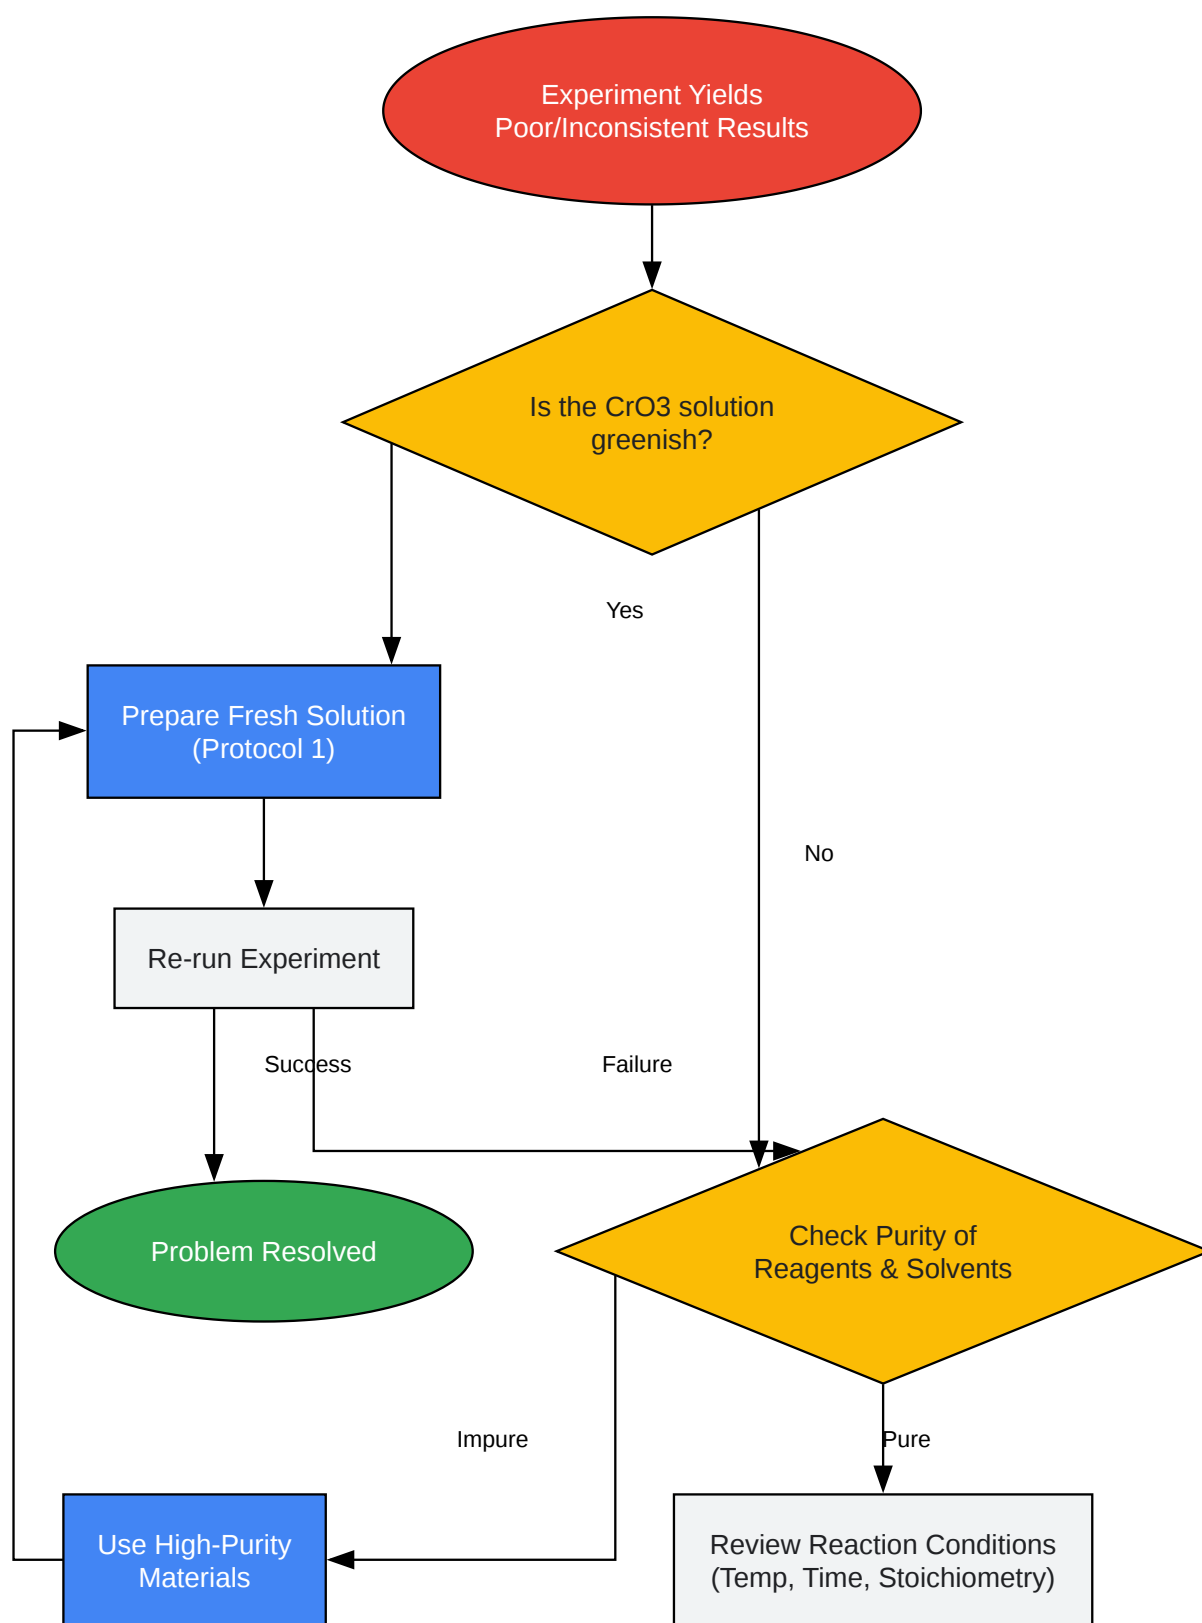 Experiment Yields
Poor/Inconsistent Results
Is the CrO3 solution
greenish?
Yes
Prepare Fresh Solution
(Protocol 1)
No
Re-run Experiment
Success
Failure
Problem Resolved
Check Purity of
Reagents & Solvents
Impure
Pure
Use High-Purity
Materials
Review Reaction Conditions
(Temp, Time, Stoichiometry)